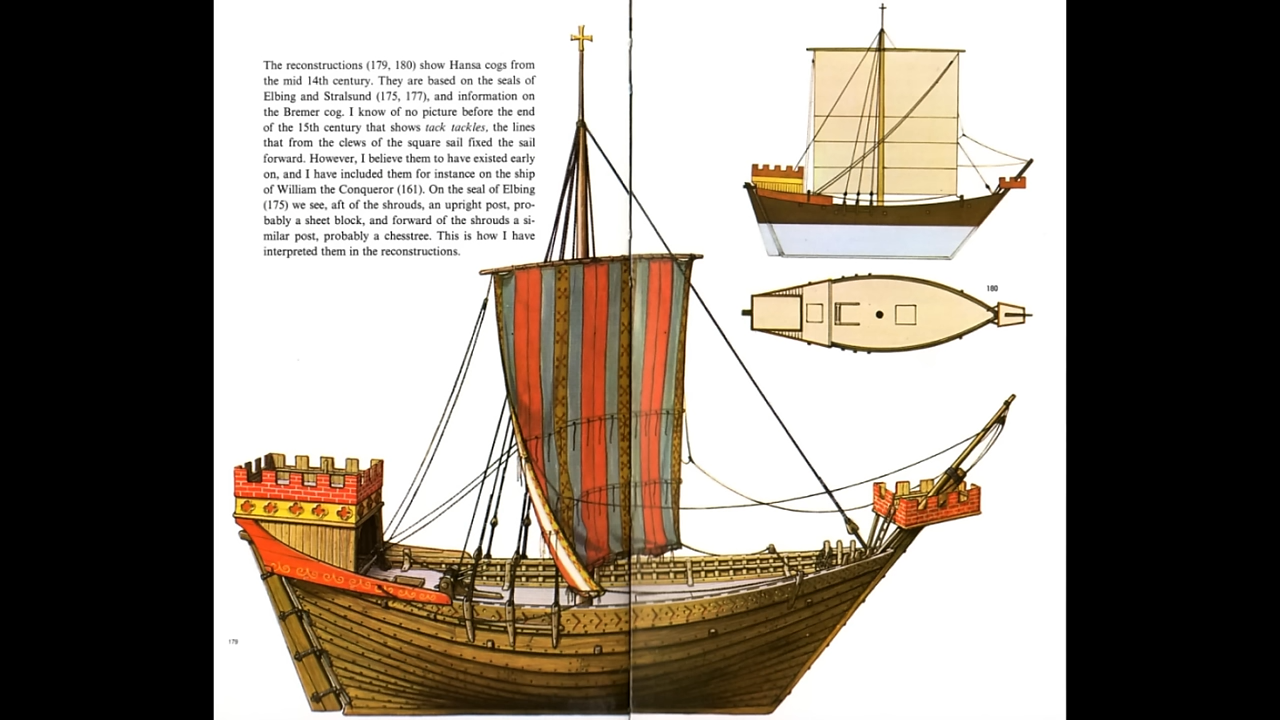 The reconstructions (179, 180) show Hansa cogs from
the mid 14th century. They are based on the seals of
Elbing and Stralsund (175, 177), and information on
the Bremer cog. I know of no picture before the end
of the 15th century that shows tack tackles, the lines
that from the clews of the square sail fixed the sail
forward. However, I believe them to have existed early
on, and I have included them for instance on the ship
of William the Conqueror (161). On the seal of Elbing
(175) we see, aft of the shrouds, an upright post, pro-
bably a sheet block, and forward of the shrouds a si-
milar post, probably a chesstree. This is how I have
interpreted them in the reconstructions.
180
179